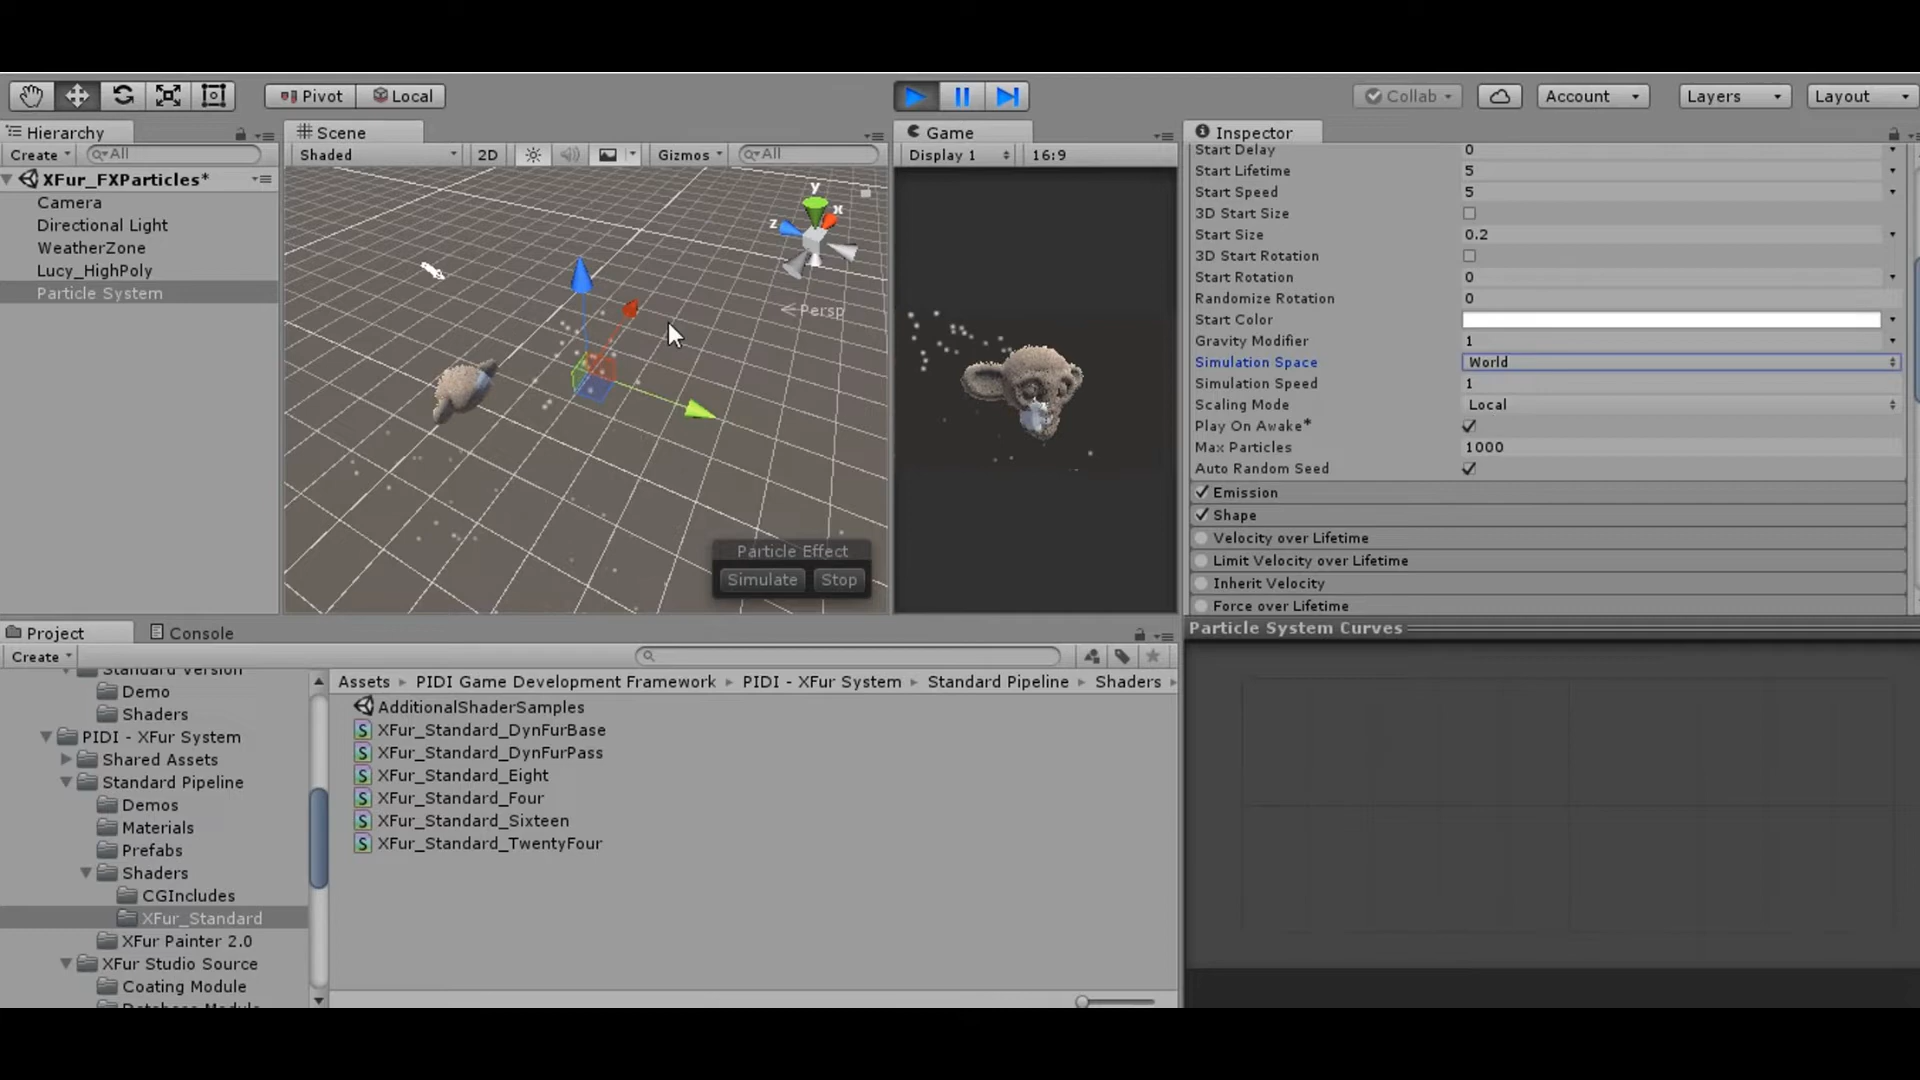 Pivot Local Collab Account Layers Layout
Hierarchy
Create All
XFur_FXParticles*
Camera
Directional Light
WeatherZone
Lucy_HighPoly
Particle System
Scene
Shaded 2D Gizmos All
y
x
z
Persp
Particle Effect
Simulate Stop
Game
Display 1 16:9
Inspector
Start Delay 0
Start Lifetime 5
Start Speed 5
3D Start Size
Start Size 0.2
3D Start Rotation
Start Rotation 0
Randomize Rotation 0
Start Color
Gravity Modifier 1
Simulation Space World
Simulation Speed 1
Scaling Mode Local
Play On Awake*
Max Particles 1000
Auto Random Seed
Emission
Shape
Velocity over Lifetime
Limit Velocity over Lifetime
Inherit Velocity
Force over Lifetime
Particle System Curves
Project Console
Create
Standard Version
Demo
Shaders
PIDI - XFur System
Shared Assets
Standard Pipeline
Demos
Materials
Prefabs
Shaders
CGIncludes
XFur_Standard
XFur Painter 2.0
XFur Studio Source
Coating Module
Database Module
Assets PIDI Game Development Framework PIDI - XFur System Standard Pipeline Shaders
AdditionalShaderSamples
XFur_Standard_DynFurBase
XFur_Standard_DynFurPass
XFur_Standard_Eight
XFur_Standard_Four
XFur_Standard_Sixteen
XFur_Standard_TwentyFour